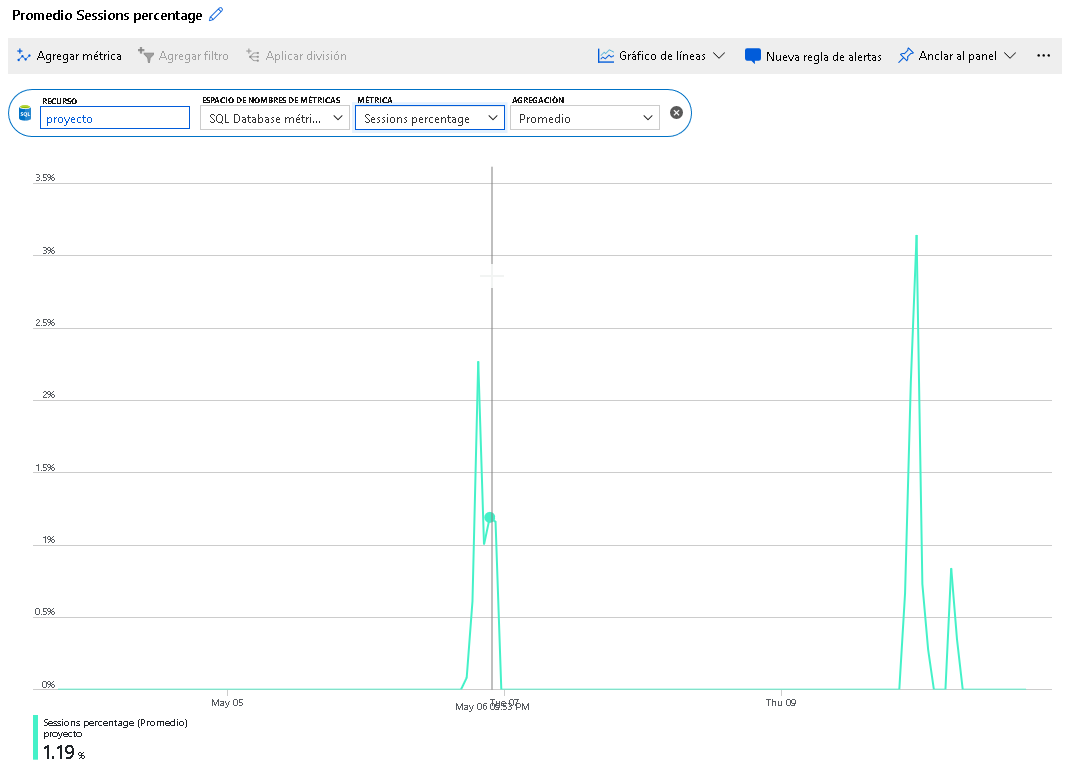 Promedio Sessions percentage
Agregar métrica
Agregar filtro
Aplicar división
Gráfico de líneas
Nueva regla de alertas
Anclar al panel
RECURSO
proyecto
ESPACIO DE NOMBRES DE MÉTRICAS
SQL Database métri...
MÉTRICA
Sessions percentage
AGREGACIÓN
Promedio
SQL
3.5%
3%
2.5%
2%
1.5%
1%
0.5%
0%
May 05
Tue 07
Thu 09
May 06 09:53 PM
Sessions percentage (Promedio)
proyecto
1.19 %